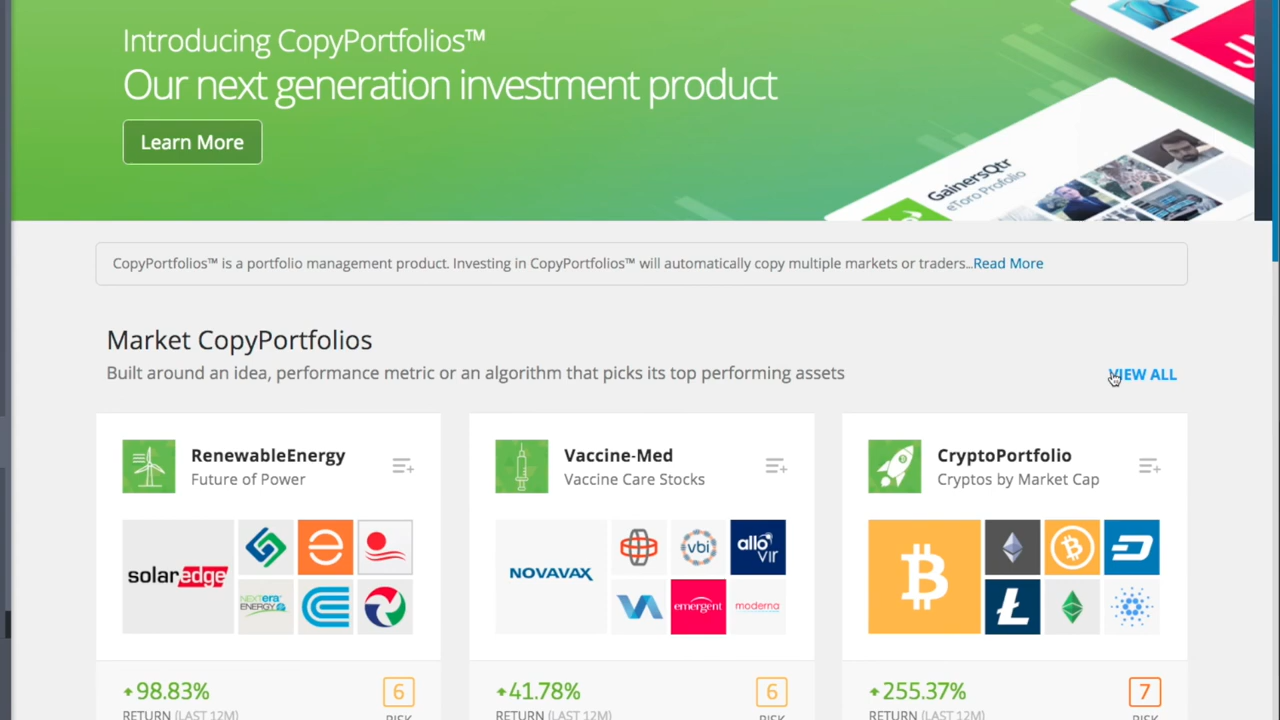 Introducing CopyPortfolios™
Our next generation investment product
Learn More
GainersQtr
eToro Profolio
CopyPortfolios™ is a portfolio management product. Investing in CopyPortfolios™ will automatically copy multiple markets or traders...Read More
Market CopyPortfolios
Built around an idea, performance metric or an algorithm that picks its top performing assets
VIEW ALL
RenewableEnergy
Future of Power
solaredge
NEXTera
ENERGY
98.83%
6
RETURN (LAST 12M)
RISK
Vaccine-Med
Vaccine Care Stocks
NOVAVAX
vbi
allo
vir
emergent
moderna
41.78%
6
RETURN (LAST 12M)
RISK
CryptoPortfolio
Cryptos by Market Cap
255.37%
7
RETURN (LAST 12M)
RISK